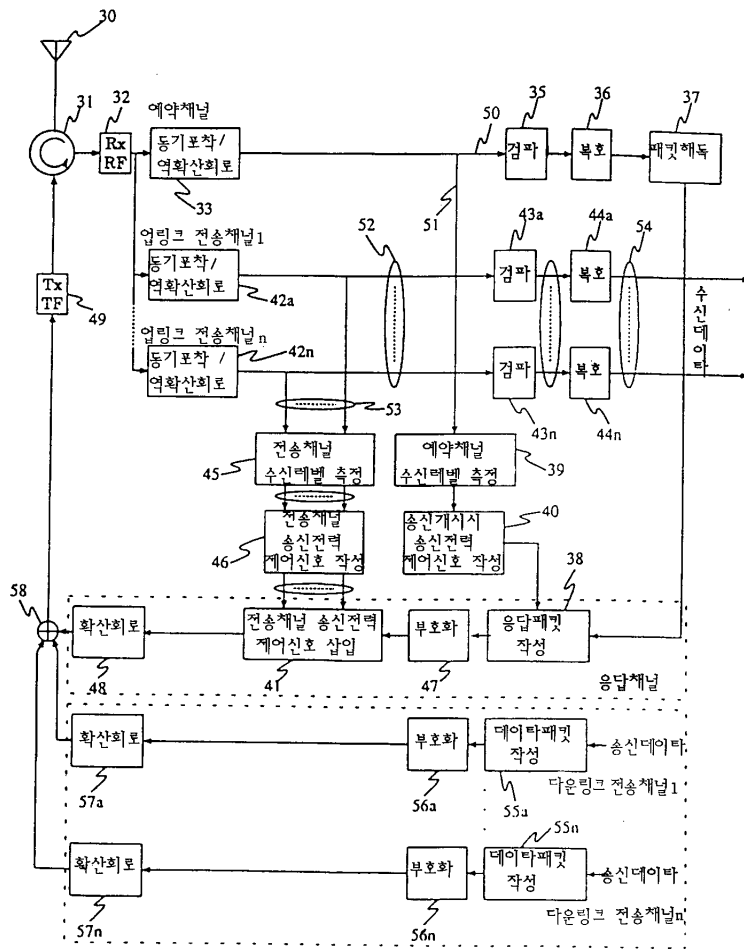 30
31
32
예약채널
35
36
37
50
Rx
RF
동기포착/
역확산회로
검파
복호
패킷해독
33
51
업링크 전송채널1
52
43a
44a
54
동기포착/
역확산회로
검파
복호
42a
Tx
TF
49
업링크 전송채널n
42n
동기포착 /
역확산회로
검파
복호
수신데이타
53
43n
44n
전송채널
수신레벨 측정
45
예약채널
수신레벨 측정
39
전송채널
송신전력
제어신호 작성
46
송신개시시
송신전력
제어신호 작성
40
38
58
확산회로
전송채널 송신전력
제어신호 삽입
부호화
응답패킷
작성
48
41
47
응답채널
확산회로
부호화
데이타패킷
작성
송신데이타
57a
56a
55a
다운링크 전송채널1
55n
확산회로
부호화
데이타패킷
작성
송신데이타
57n
56n
다운링크 전송채널n